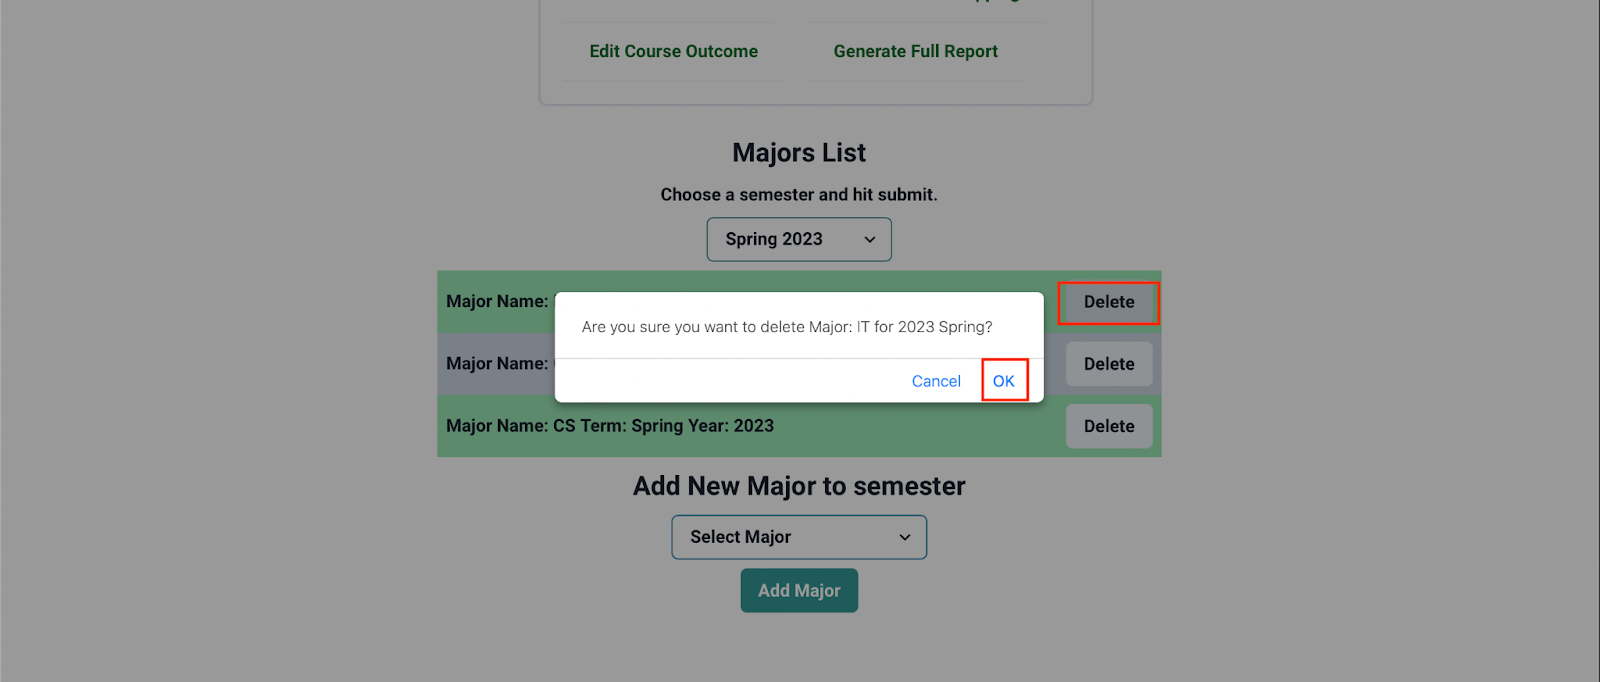 Edit Course Outcome Generate Full Report
Majors List
Choose a semester and hit submit.
Spring 2023
Major Name:
Delete
Are you sure you want to delete Major: IT for 2023 Spring?
Major Name:
Delete
Cancel OK
Major Name: CS Term: Spring Year: 2023
Delete
Add New Major to semester
Select Major
Add Major